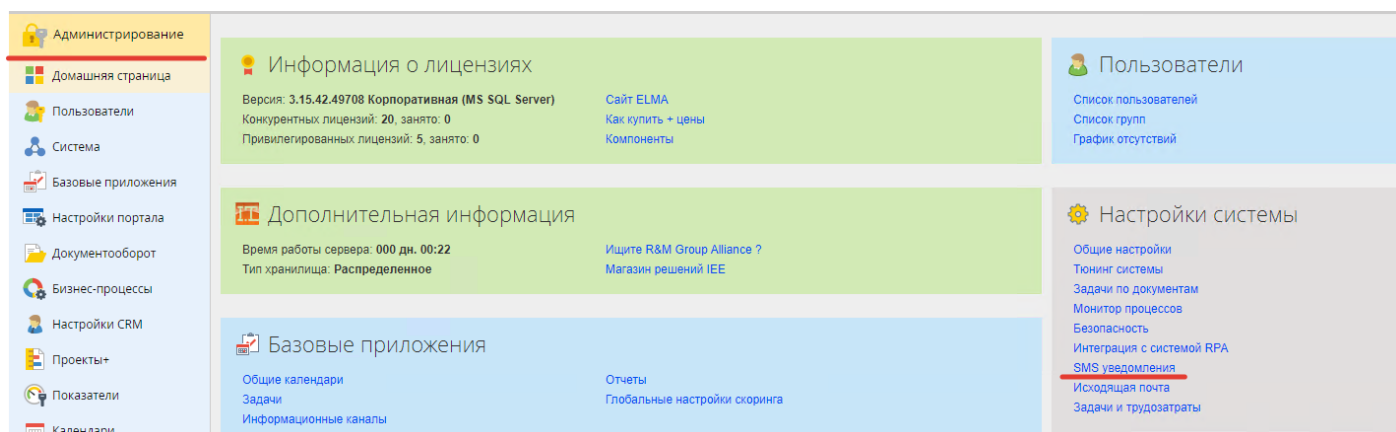 Администрирование
Домашняя страница
Пользователи
Система
Базовые приложения
Настройки портала
Документооборот
Бизнес-процессы
Настройки CRM
Проекты+
Показатели
Календари
Информация о лицензиях
Версия: 3.15.42.49708 Корпоративная (MS SQL Server)
Конкурентных лицензий: 20, занято: 0
Привилегированных лицензий: 5, занято: 0
Сайт ELMA
Как купить + цены
Компоненты
Пользователи
Список пользователей
Список групп
График отсутствий
Дополнительная информация
Время работы сервера: 000 дн. 00:22
Тип хранилища: Распределенное
Ищите R&M Group Alliance ?
Магазин решений IEE
Настройки системы
Общие настройки
Тюнинг системы
Задачи по документам
Монитор процессов
Безопасность
Интеграция с системой RPA
SMS уведомления
Исходящая почта
Задачи и трудозатраты
Базовые приложения
Общие календари
Задачи
Информационные каналы
Отчеты
Глобальные настройки скоринга